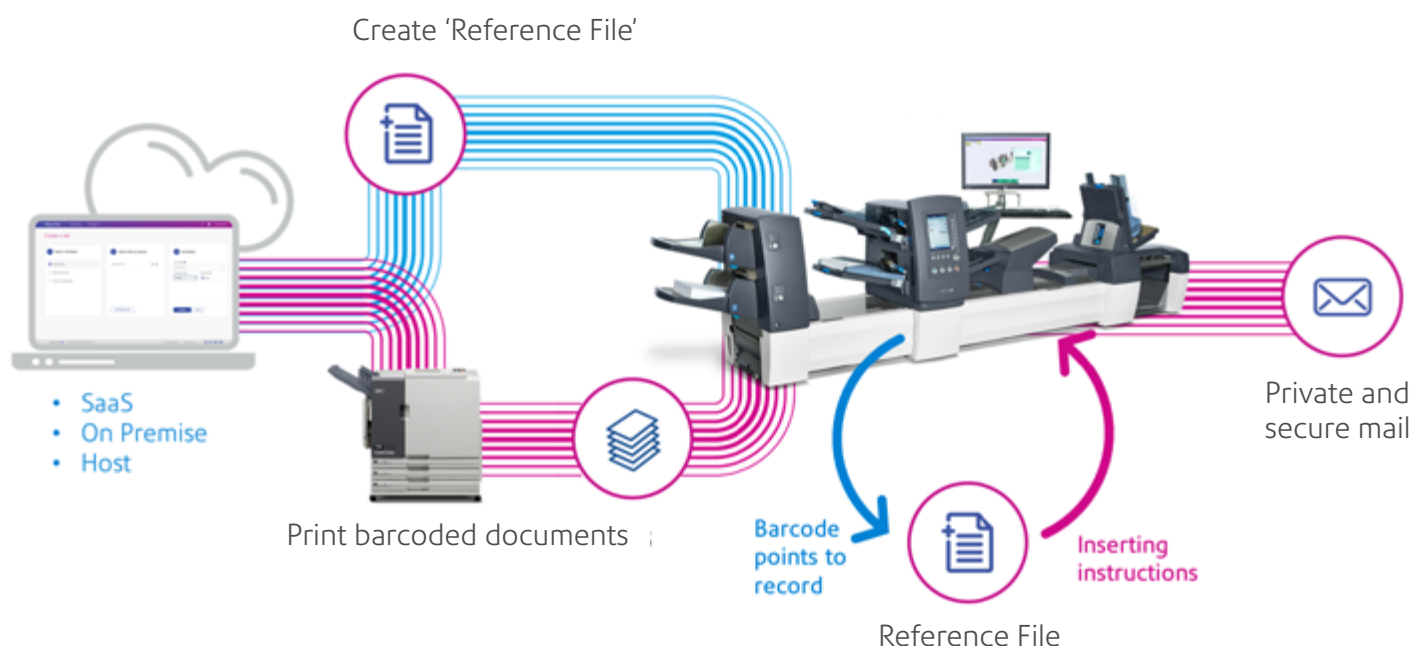 Create ‘Reference File’
• SaaS
• On Premise
• Host
Print barcoded documents
Barcode
points to
record
Inserting
instructions
Reference File
Private and
secure mail